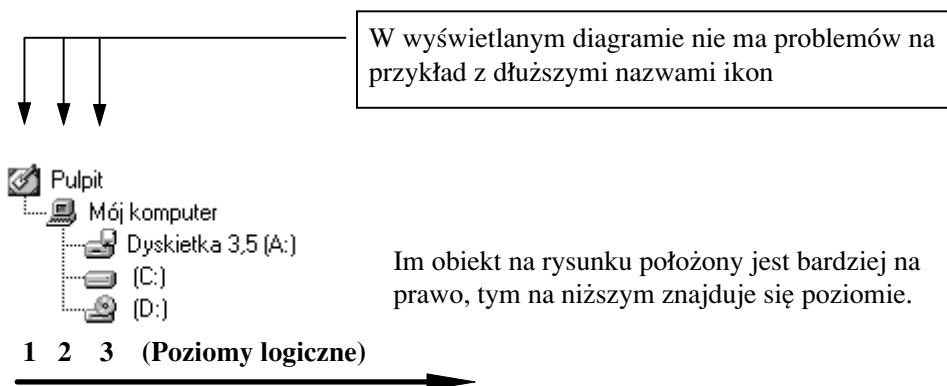 W wyświetlanym diagramie nie ma problemów na
przykład z dłuższymi nazwami ikon
Pulpit
Mój komputer
Dyskietka 3,5 (A:)
(C:)
(D:)
Im obiekt na rysunku położony jest bardziej na
prawo, tym na niższym znajduje się poziomie.
1 2 3 (Poziomy logiczne)